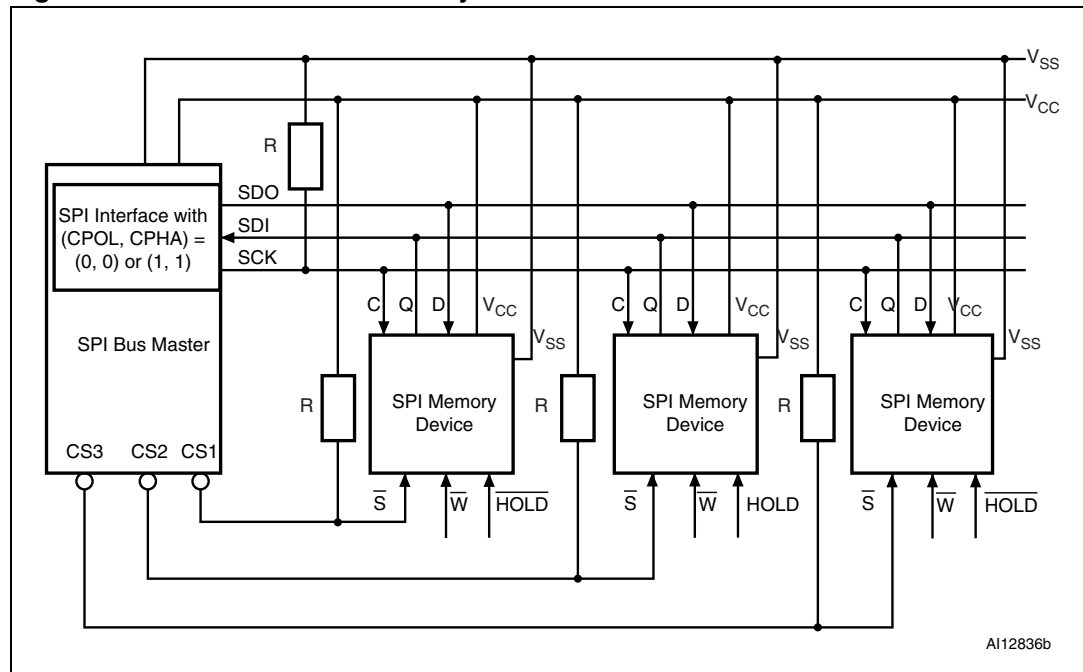 V_SS
V_CC
R
SDO
SPI Interface with
(CPOL, CPHA) =
(0, 0) or (1, 1)
SDI
SCK
SPI Bus Master
CS3 CS2 CS1
C Q D V_CC
V_SS
R
SPI Memory
Device
S̅ W̅ H̅O̅L̅D̅
C Q D V_CC
V_SS
R
SPI Memory
Device
S̅ W̅ HOLD
C Q D V_CC
V_SS
R
SPI Memory
Device
S̅ W̅ H̅O̅L̅D̅
AI12836b